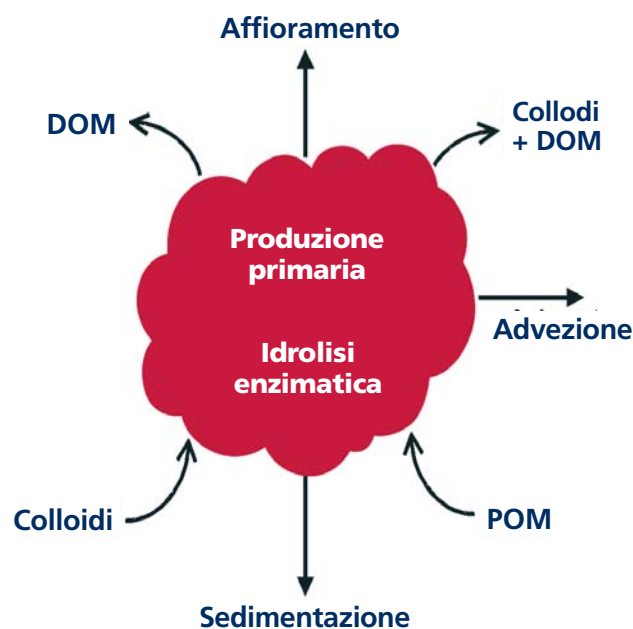 Affioramento
DOM
Collodi
+ DOM
Produzione
primaria
Advezione
Idrolisi
enzimatica
Colloidi
POM
Sedimentazione